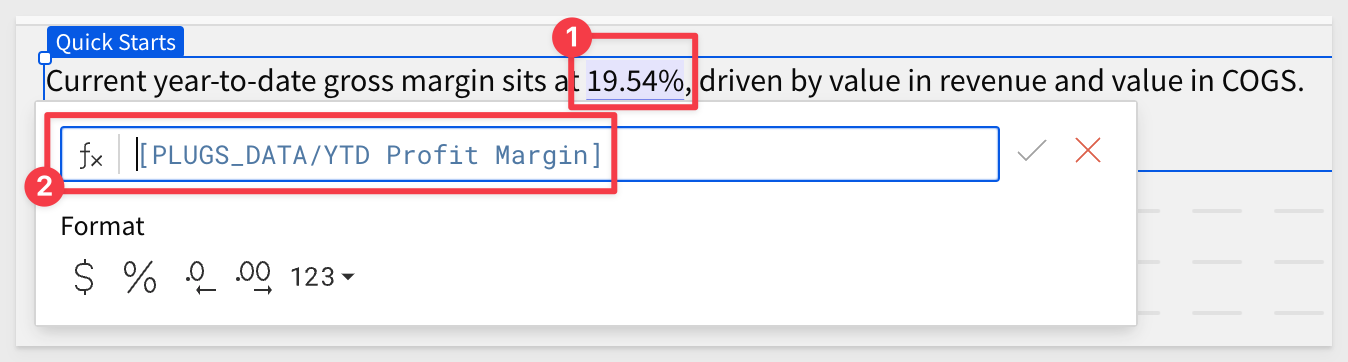 Quick Starts
1
Current year-to-date gross margin sits at 19.54%, driven by value in revenue and value in COGS.
2
fx [PLUGS_DATA/YTD Profit Margin]
Format
$ % .0 .00 123